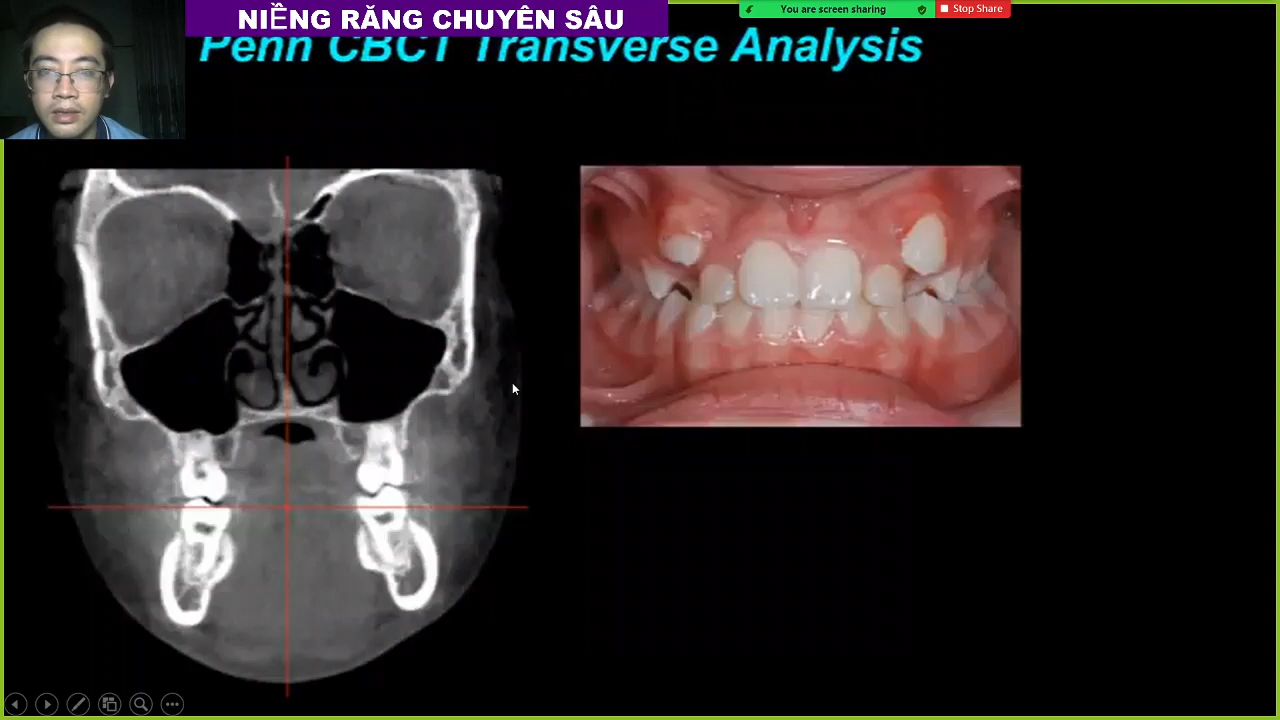 NIỀNG RĂNG CHUYÊN SÂU
You are screen sharing
Stop Share
Penn CBCT Transverse Analysis